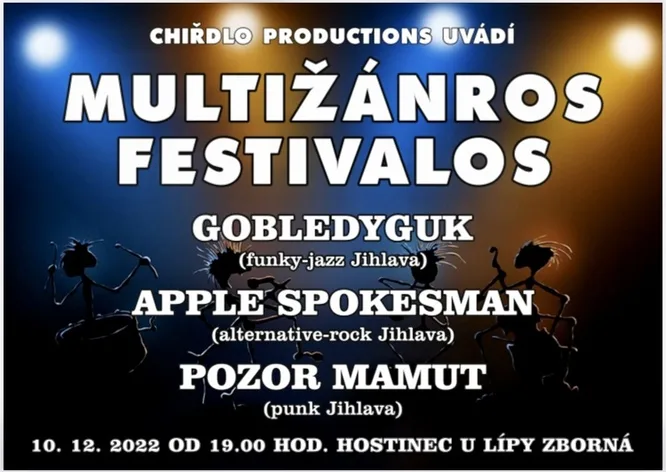 CHIŘDLO PRODUCTIONS UVÁDÍ
MULTIŽÁNROS
FESTIVALOS
GOBLEDYGUK
(funky-jazz Jihlava)
APPLE SPOKESMAN
(alternative-rock Jihlava)
POZOR MAMUT
(punk Jihlava)
10. 12. 2022 OD 19.00 HOD. HOSTINEC U LÍPY ZBORNÁ